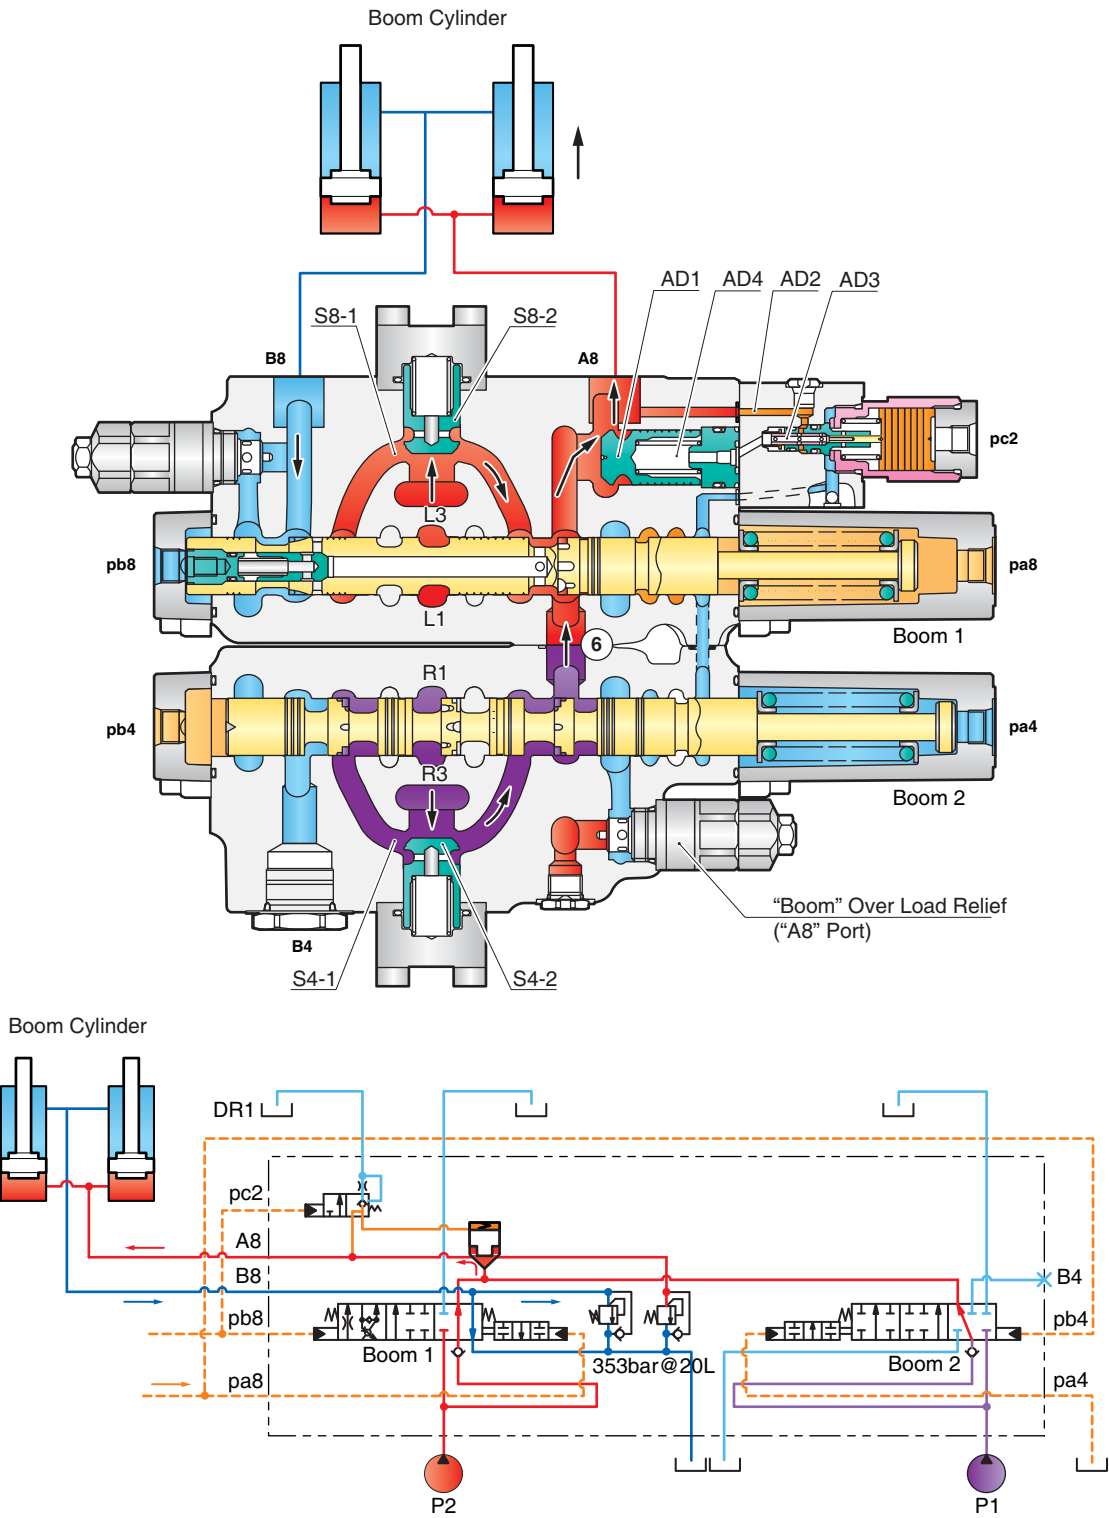 Boom Cylinder
AD1
AD4
AD2
AD3
S8-1
S8-2
B8
A8
pc2
L3
pb8
pa8
L1
Boom 1
6
R1
pb4
pa4
R3
Boom 2
"Boom" Over Load Relief
("A8" Port)
B4
S4-1
S4-2
Boom Cylinder
DR1
pc2
A8
B8
B4
pb8
pb4
Boom 1
Boom 2
353bar@20L
pa8
pa4
P2
P1